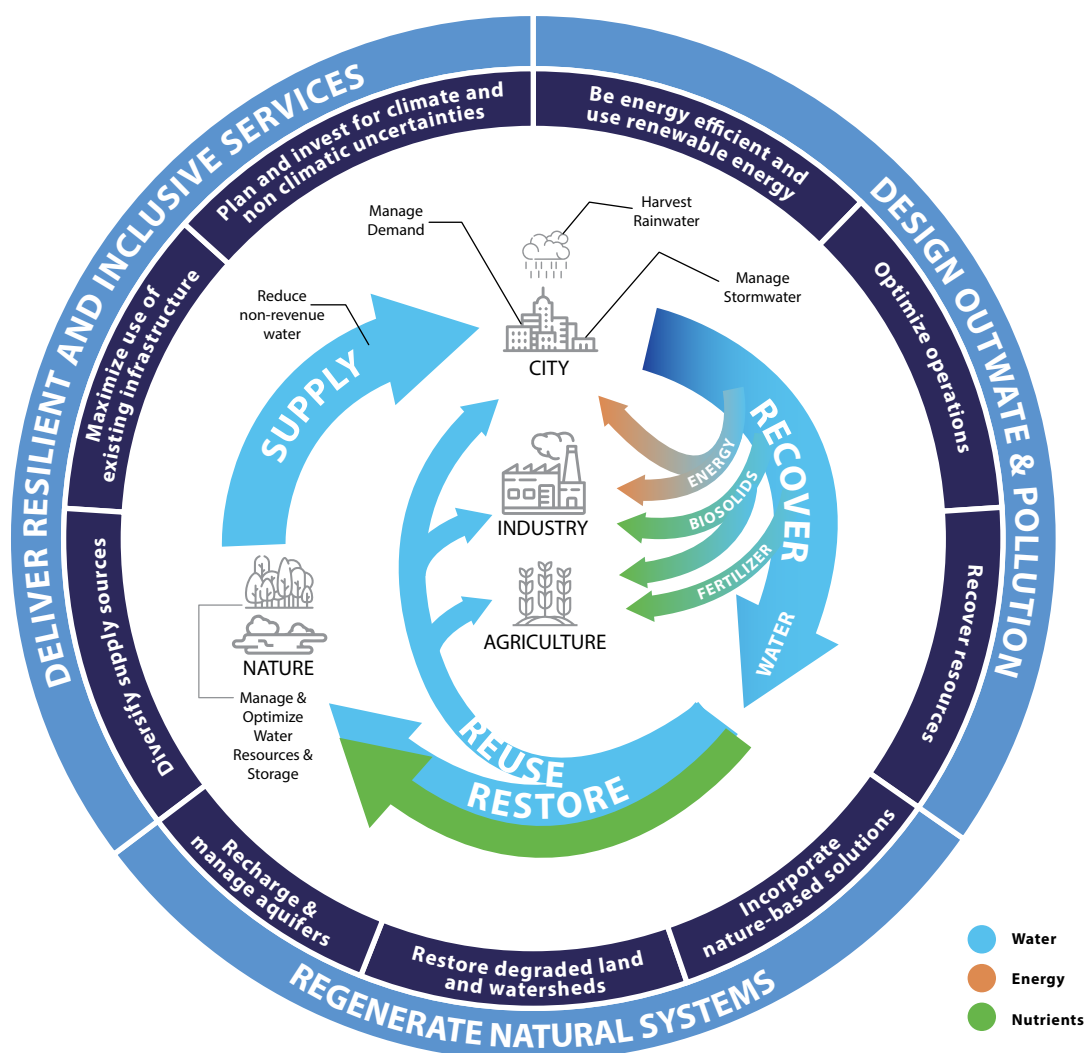 DELIVER RESILIENT AND INCLUSIVE SERVICES
DESIGN OUTWATE & POLLUTION
REGENERATE NATURAL SYSTEMS
Plan and invest for climate and
non climatic uncertainties
Be energy efficient and
use renewable energy
Optimize operations
Recover resources
Incorporate
nature-based solutions
Restore degraded land
and watersheds
Recharge &
manage aquifers
Diversify supply sources
Maximize use of
existing infrastructure
Manage
Demand
Harvest
Rainwater
Manage
Stormwater
Reduce
non-revenue
water
CITY
SUPPLY
RECOVER
ENERGY
BIOSOLIDS
FERTILIZER
WATER
INDUSTRY
AGRICULTURE
NATURE
Manage &
Optimize
Water
Resources &
Storage
REUSE
RESTORE
Water
Energy
Nutrients